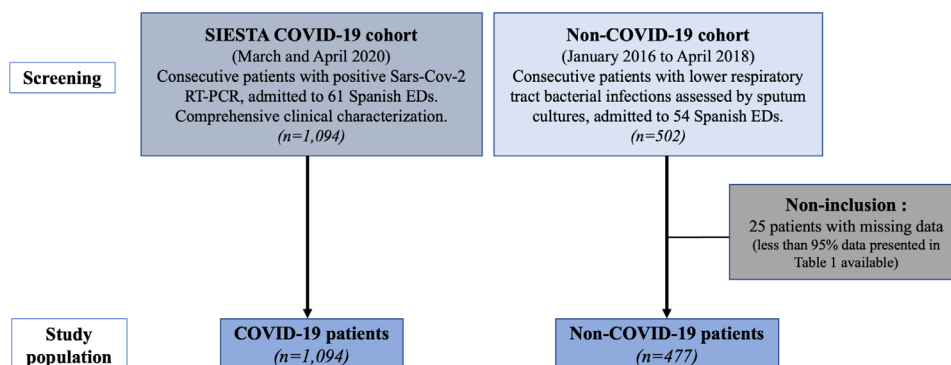 SIESTA COVID-19 cohort
(March and April 2020)
Consecutive patients with positive Sars-Cov-2
RT-PCR, admitted to 61 Spanish EDs.
Comprehensive clinical characterization.
(n=1,094)
Non-COVID-19 cohort
(January 2016 to April 2018)
Consecutive patients with lower respiratory
tract bacterial infections assessed by sputum
cultures, admitted to 54 Spanish EDs.
(n=502)
Screening
Non-inclusion :
25 patients with missing data
(less than 95% data presented in
Table 1 available)
Study
population
COVID-19 patients
(n=1,094)
Non-COVID-19 patients
(n=477)